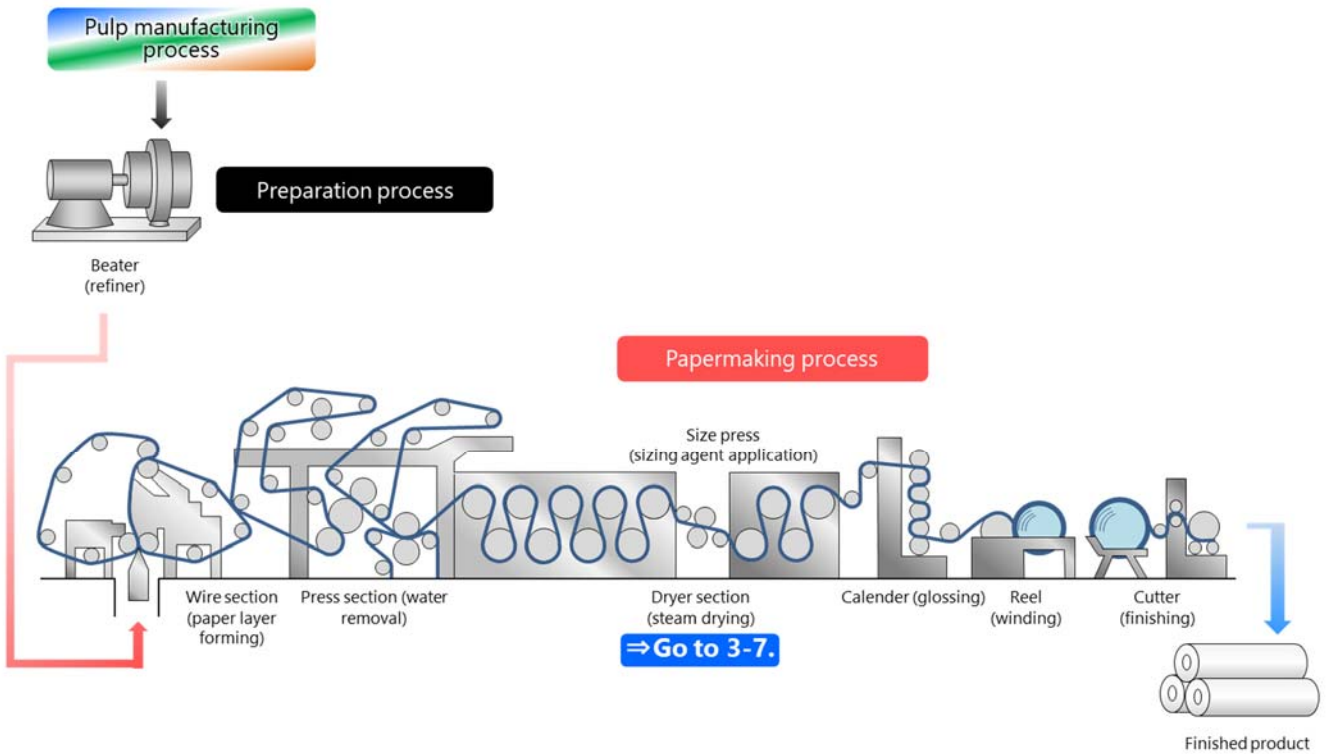 Pulp manufacturing
process
Preparation process
Beater
(refiner)
Papermaking process
Size press
(sizing agent application)
Wire section
(paper layer
forming)
Press section (water
removal)
Dryer section
(steam drying)
⇒Go to 3-7.
Calender (glossing)
Reel
(winding)
Cutter
(finishing)
Finished product